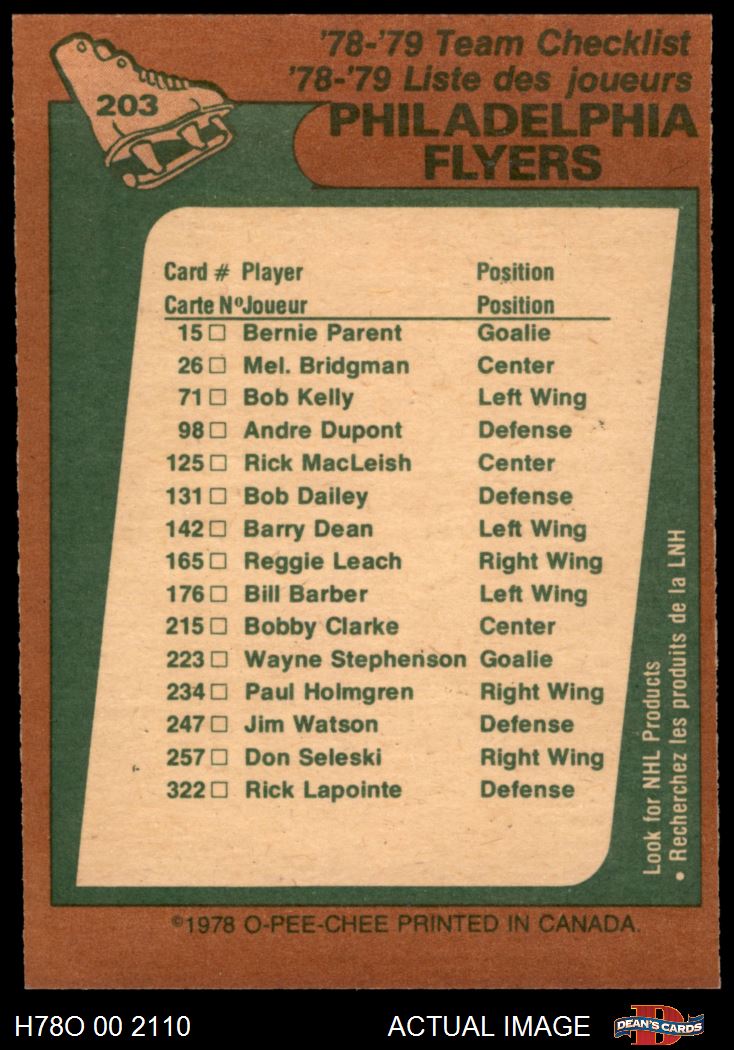 203
'78-'79 Team Checklist
'78-'79 Liste des joueurs
PHILADELPHIA
FLYERS
Card # Player Position
Carte Nº Joueur Position
15 □ Bernie Parent Goalie
26 □ Mel. Bridgman Center
71 □ Bob Kelly Left Wing
98 □ Andre Dupont Defense
125 □ Rick MacLeish Center
131 □ Bob Dailey Defense
142 □ Barry Dean Left Wing
165 □ Reggie Leach Right Wing
176 □ Bill Barber Left Wing
215 □ Bobby Clarke Center
223 □ Wayne Stephenson Goalie
234 □ Paul Holmgren Right Wing
247 □ Jim Watson Defense
257 □ Don Seleski Right Wing
322 □ Rick Lapointe Defense
Look for NHL Products
• Recherchez les produits de la LNH
©1978 O-PEE-CHEE PRINTED IN CANADA.
H78O 00 2110 ACTUAL IMAGE
D
DEAN'S CARDS